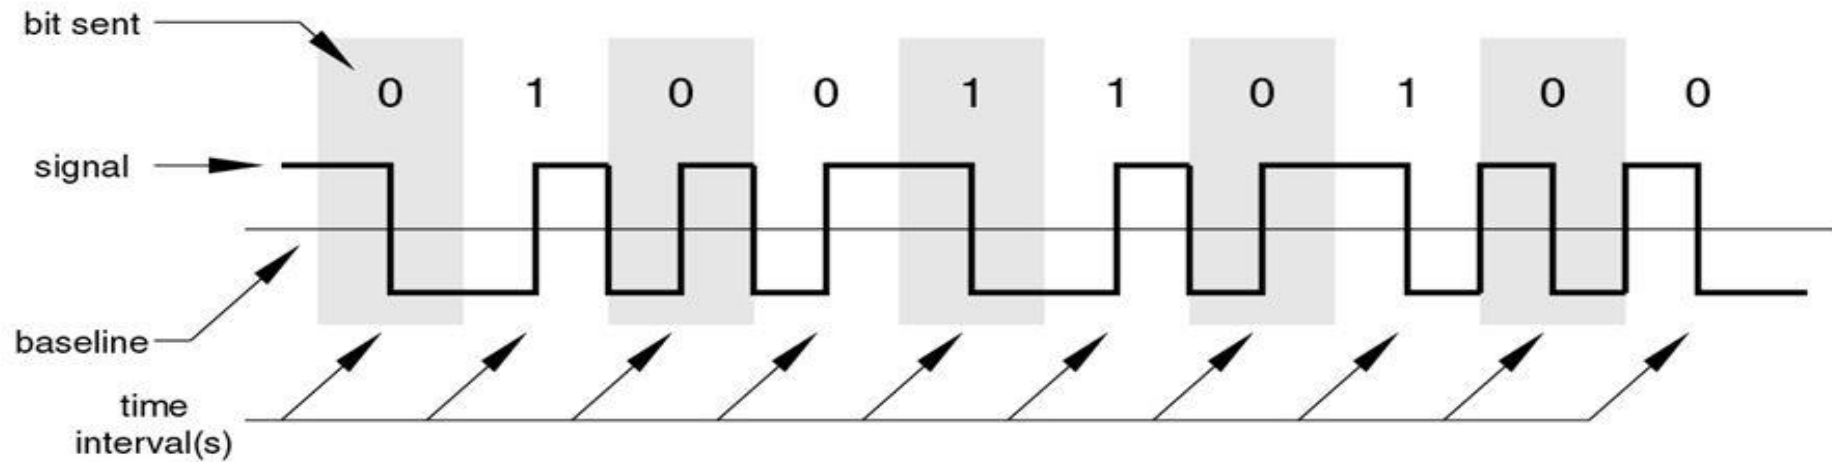 bit sent
0 1 0 0 1 1 0 1 0 0
signal
baseline
time
interval(s)